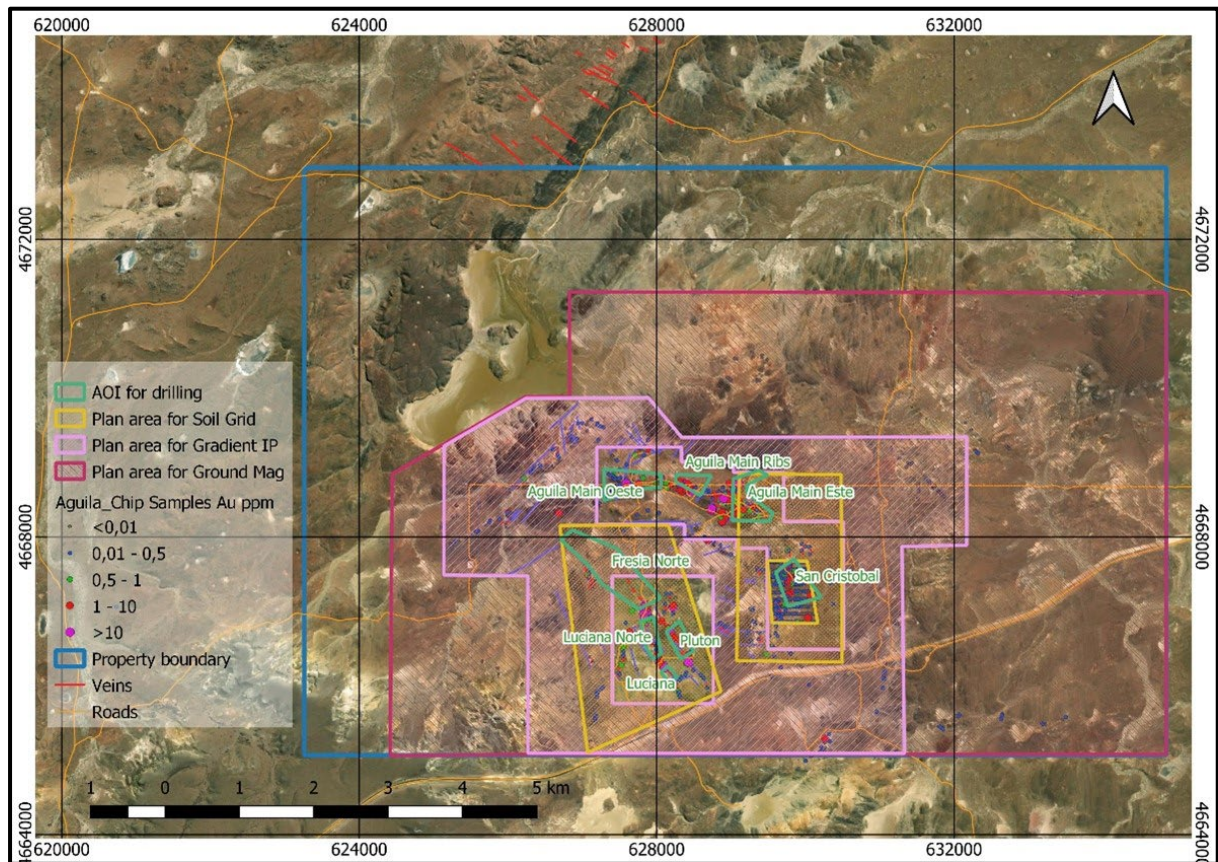 620000 624000 628000 632000
4672000 4672000
AOI for drilling
Plan area for Soil Grid
Plan area for Gradient IP
Plan area for Ground Mag
Aguila_Chip Samples Au ppm
<0,01
0,01 - 0,5
0,5 - 1
1 - 10
>10
Property boundary
Veins
Roads
Aguila Main Ribs
Aguila Main Oeste
Aguila Main Este
4668000 4668000
Fresia Norte
San Cristobal
Luciana Norte
Pluton
Luciana
1 0 1 2 3 4 5 km
4664000 4664000
620000 624000 628000 632000